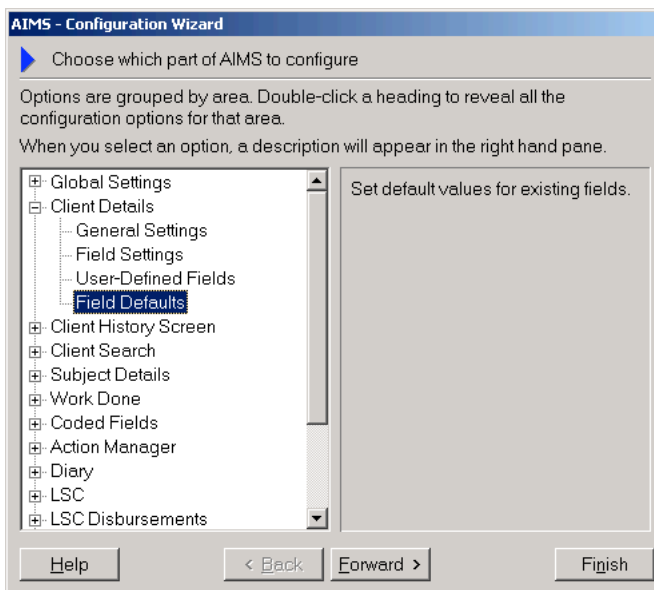 AIMS - Configuration Wizard
Choose which part of AIMS to configure
Options are grouped by area. Double-click a heading to reveal all the
configuration options for that area.
When you select an option, a description will appear in the right hand pane.
Global Settings
Client Details
General Settings
Field Settings
User-Defined Fields
Field Defaults
Client History Screen
Client Search
Subject Details
Work Done
Coded Fields
Action Manager
Diary
LSC
LSC Disbursements
Set default values for existing fields.
Help
< Back
Forward >
Finish